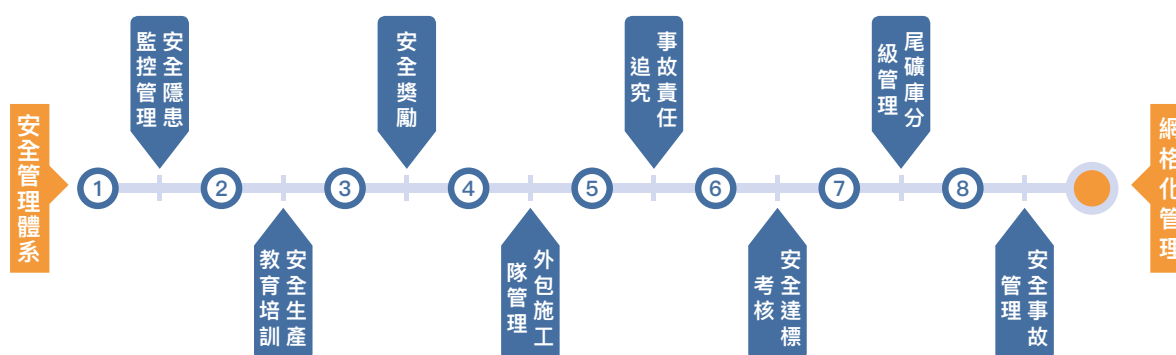 安全管理體系
1
安全隱患
監控管理
2
安全生產
教育培訓
3
安全獎勵
4
外包施工
隊管理
5
事故責任
追究
6
安全達標
考核
7
尾礦庫分
級管理
8
安全事故
管理
網格化管理